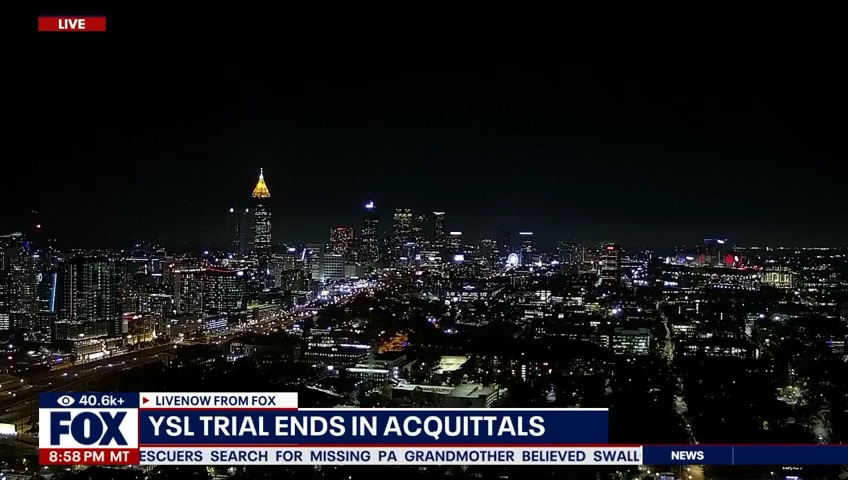 LIVE
40.6k+
LIVENOW FROM FOX
FOX
YSL TRIAL ENDS IN ACQUITTALS
8:58 PM MT
ESCUERS SEARCH FOR MISSING PA GRANDMOTHER BELIEVED SWALL
NEWS